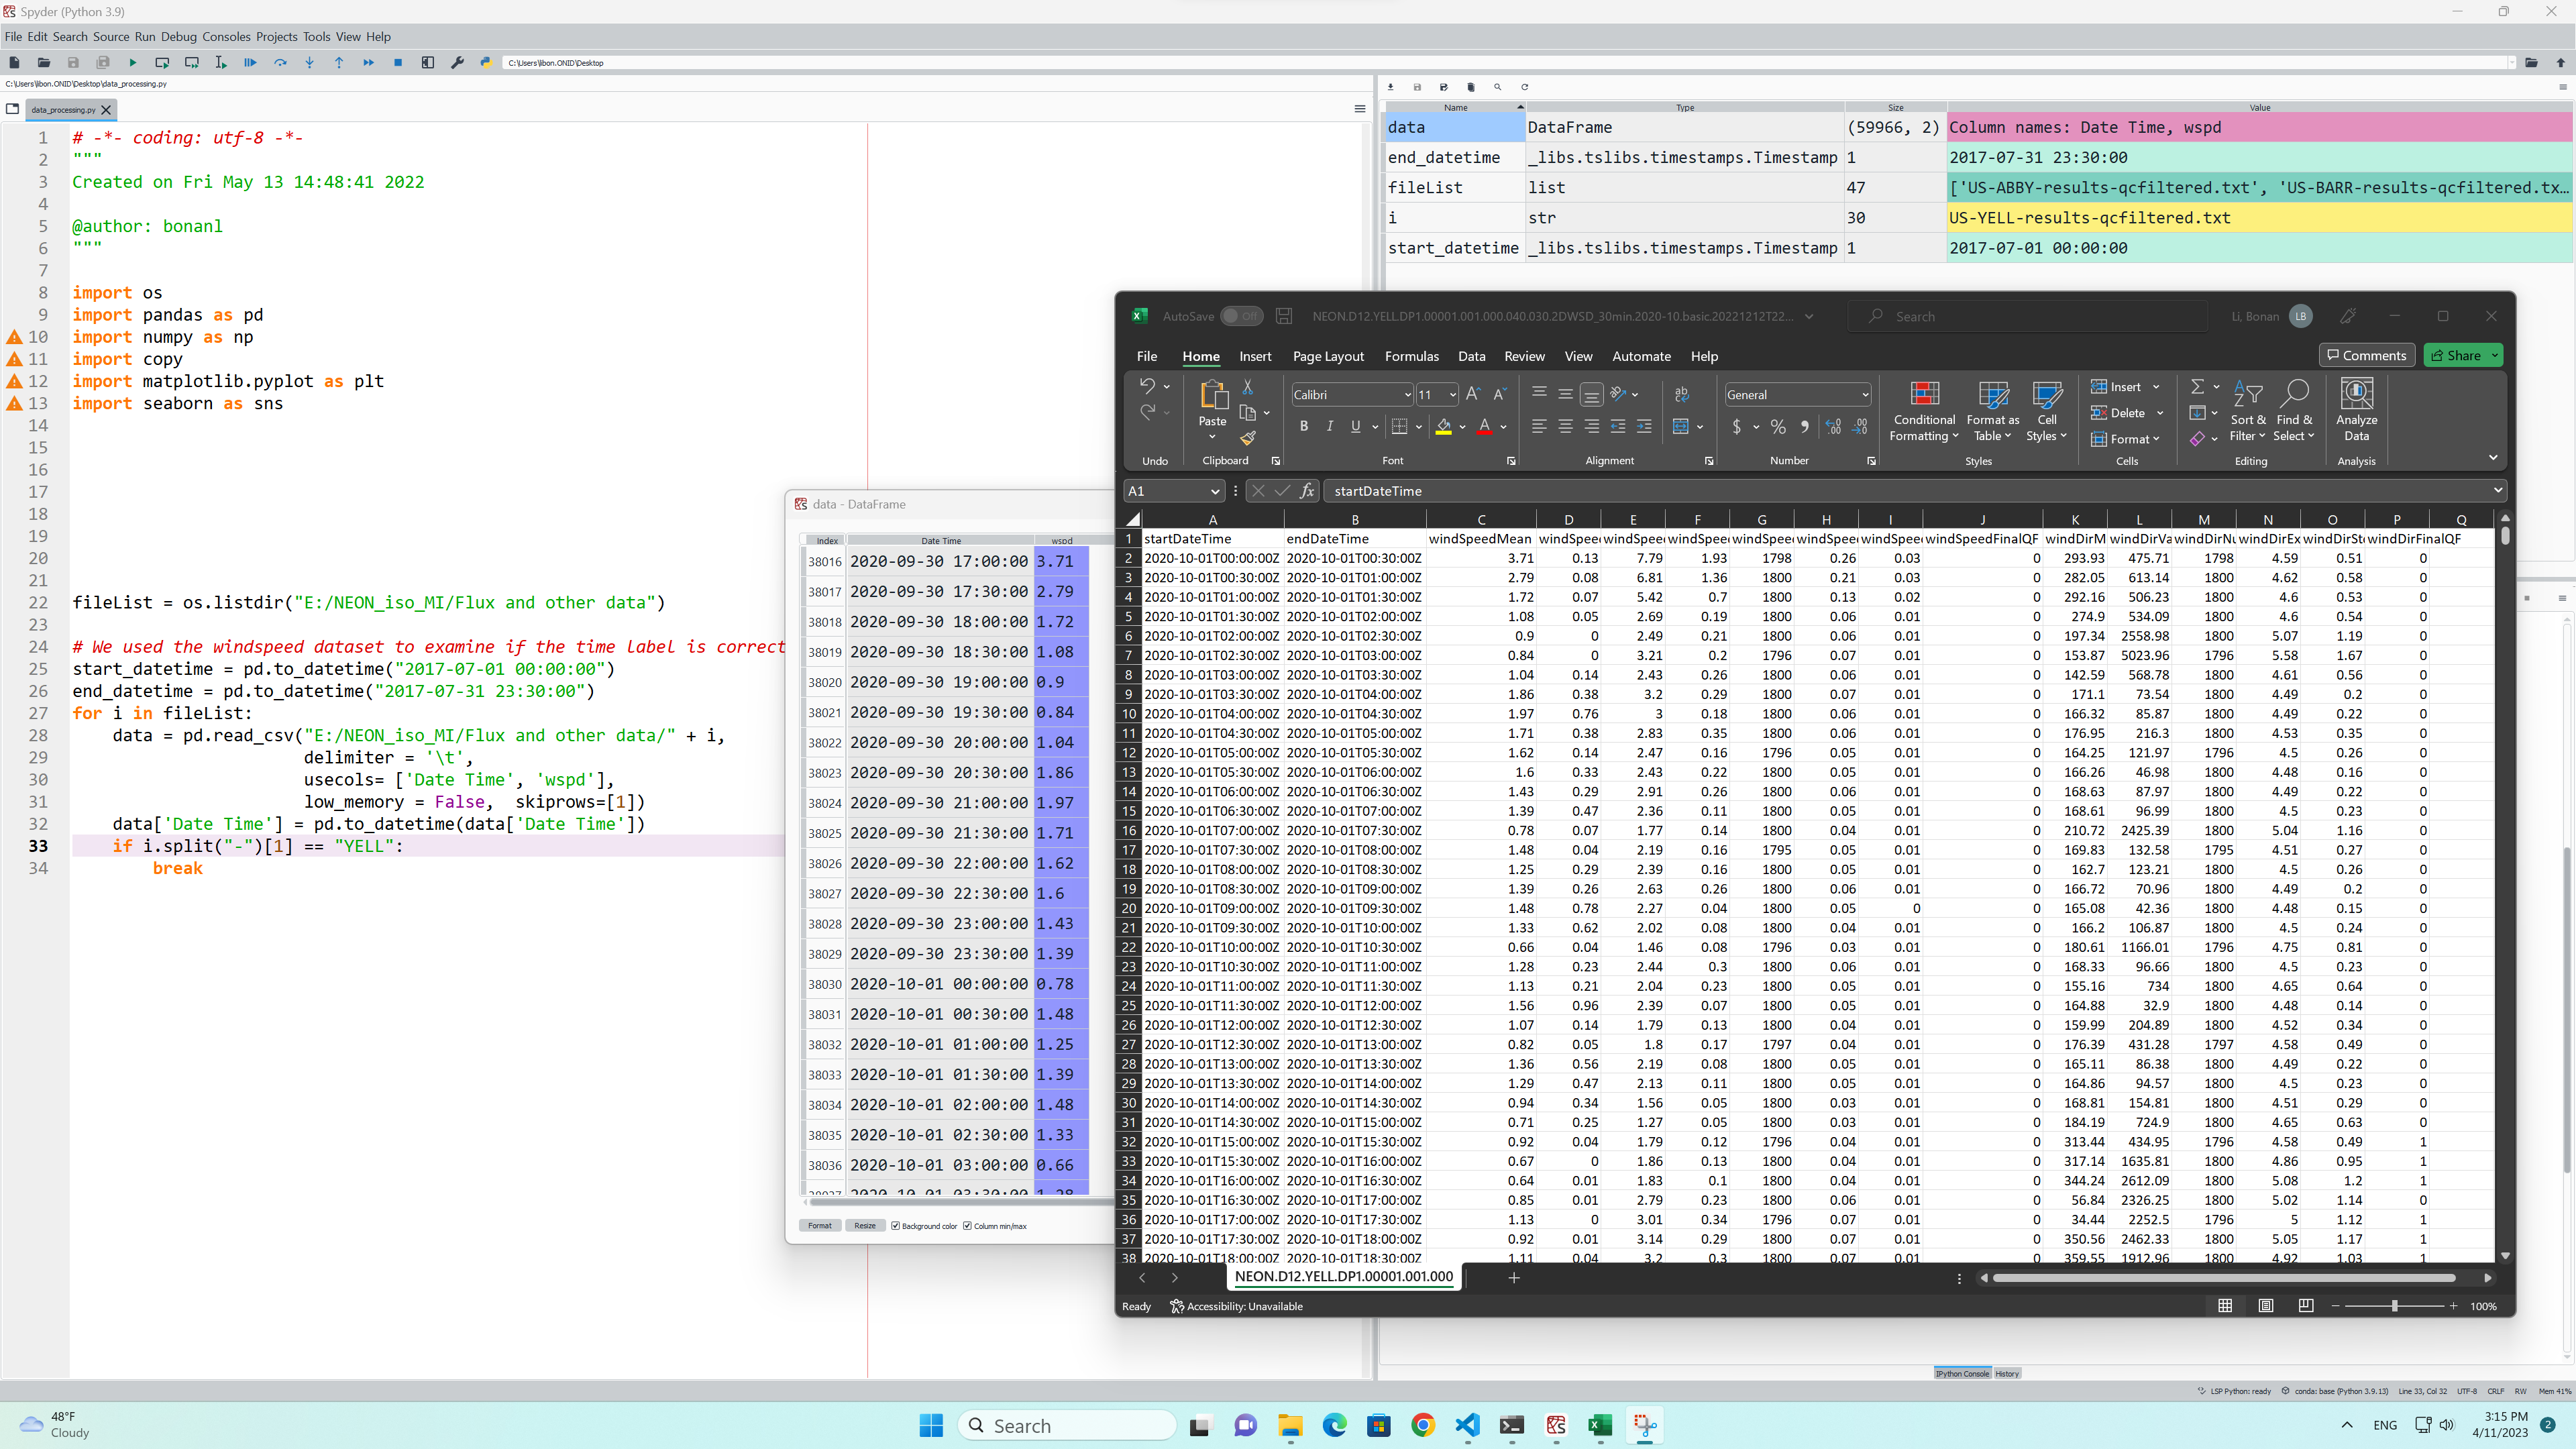 Spyder (Python 3.9)
File Edit Search Source Run Debug Consoles Projects Tools View Help
C:\Users\libon.ONID\Desktop
C:\Users\libon.ONID\Desktop\data_processing.py
data_processing.py
1 # -*- coding: utf-8 -*-
2 """
3 Created on Fri May 13 14:48:41 2022
4
5 @author: bonanl
6 """
7
8 import os
9 import pandas as pd
10 import numpy as np
11 import copy
12 import matplotlib.pyplot as plt
13 import seaborn as sns
14
15
16
17
18
19
20
21
22 fileList = os.listdir("E:/NEON_iso_MI/Flux and other data")
23
24 # We used the windspeed dataset to examine if the time label is correct
25 start_datetime = pd.to_datetime("2017-07-01 00:00:00")
26 end_datetime = pd.to_datetime("2017-07-31 23:30:00")
27 for i in fileList:
28 data = pd.read_csv("E:/NEON_iso_MI/Flux and other data/" + i,
29 delimiter = '\t',
30 usecols= ['Date Time', 'wspd'],
31 low_memory = False, skiprows=[1])
32 data['Date Time'] = pd.to_datetime(data['Date Time'])
33 if i.split("-")[1] == "YELL":
34 break
Name Type Size Value
data DataFrame (59966, 2) Column names: Date Time, wspd
end_datetime _libs.tslibs.timestamps.Timestamp 1 2017-07-31 23:30:00
fileList list 47 ['US-ABBY-results-qcfiltered.txt', 'US-BARR-results-qcfiltered.tx…
i str 30 US-YELL-results-qcfiltered.txt
start_datetime _libs.tslibs.timestamps.Timestamp 1 2017-07-01 00:00:00
data - DataFrame
Index Date Time wspd
38016 2020-09-30 17:00:00 3.71
38017 2020-09-30 17:30:00 2.79
38018 2020-09-30 18:00:00 1.72
38019 2020-09-30 18:30:00 1.08
38020 2020-09-30 19:00:00 0.9
38021 2020-09-30 19:30:00 0.84
38022 2020-09-30 20:00:00 1.04
38023 2020-09-30 20:30:00 1.86
38024 2020-09-30 21:00:00 1.97
38025 2020-09-30 21:30:00 1.71
38026 2020-09-30 22:00:00 1.62
38027 2020-09-30 22:30:00 1.6
38028 2020-09-30 23:00:00 1.43
38029 2020-09-30 23:30:00 1.39
38030 2020-10-01 00:00:00 0.78
38031 2020-10-01 00:30:00 1.48
38032 2020-10-01 01:00:00 1.25
38033 2020-10-01 01:30:00 1.39
38034 2020-10-01 02:00:00 1.48
38035 2020-10-01 02:30:00 1.33
38036 2020-10-01 03:00:00 0.66
38037 2020-10-01 03:30:00 1.28
Format Resize Background color Column min/max
AutoSave Off NEON.D12.YELL.DP1.00001.001.000.040.030.2DWSD_30min.2020-10.basic.20221212T22... Search Li, Bonan LB
File Home Insert Page Layout Formulas Data Review View Automate Help Comments Share
Calibri 11 General Insert Delete Format
Paste B I U $ % Conditional Formatting Format as Table Cell Styles Sort & Filter Find & Select Analyze Data
Undo Clipboard Font Alignment Number Styles Cells Editing Analysis
A1 fx startDateTime
A B C D E F G H I J K L M N O P Q
1 startDateTime endDateTime windSpeedMean windSpeed windSpeed windSpeed windSpeed windSpeed windSpeed windSpeedFinalQF windDirM windDirVa windDirNu windDirEx windDirSt windDirFinalQF
2 2020-10-01T00:00:00Z 2020-10-01T00:30:00Z 3.71 0.13 7.79 1.93 1798 0.26 0.03 0 293.93 475.71 1798 4.59 0.51 0
3 2020-10-01T00:30:00Z 2020-10-01T01:00:00Z 2.79 0.08 6.81 1.36 1800 0.21 0.03 0 282.05 613.14 1800 4.62 0.58 0
4 2020-10-01T01:00:00Z 2020-10-01T01:30:00Z 1.72 0.07 5.42 0.7 1800 0.13 0.02 0 292.16 506.23 1800 4.6 0.53 0
5 2020-10-01T01:30:00Z 2020-10-01T02:00:00Z 1.08 0.05 2.69 0.19 1800 0.06 0.01 0 274.9 534.09 1800 4.6 0.54 0
6 2020-10-01T02:00:00Z 2020-10-01T02:30:00Z 0.9 0 2.49 0.21 1800 0.06 0.01 0 197.34 2558.98 1800 5.07 1.19 0
7 2020-10-01T02:30:00Z 2020-10-01T03:00:00Z 0.84 0 3.21 0.2 1796 0.07 0.01 0 153.87 5023.96 1796 5.58 1.67 0
8 2020-10-01T03:00:00Z 2020-10-01T03:30:00Z 1.04 0.14 2.43 0.26 1800 0.06 0.01 0 142.59 568.78 1800 4.61 0.56 0
9 2020-10-01T03:30:00Z 2020-10-01T04:00:00Z 1.86 0.38 3.2 0.29 1800 0.07 0.01 0 171.1 73.54 1800 4.49 0.2 0
10 2020-10-01T04:00:00Z 2020-10-01T04:30:00Z 1.97 0.76 3 0.18 1800 0.06 0.01 0 166.32 85.87 1800 4.49 0.22 0
11 2020-10-01T04:30:00Z 2020-10-01T05:00:00Z 1.71 0.38 2.83 0.35 1800 0.06 0.01 0 176.95 216.3 1800 4.53 0.35 0
12 2020-10-01T05:00:00Z 2020-10-01T05:30:00Z 1.62 0.14 2.47 0.16 1796 0.05 0.01 0 164.25 121.97 1796 4.5 0.26 0
13 2020-10-01T05:30:00Z 2020-10-01T06:00:00Z 1.6 0.33 2.43 0.22 1800 0.05 0.01 0 166.26 46.98 1800 4.48 0.16 0
14 2020-10-01T06:00:00Z 2020-10-01T06:30:00Z 1.43 0.29 2.91 0.26 1800 0.06 0.01 0 168.63 87.97 1800 4.49 0.22 0
15 2020-10-01T06:30:00Z 2020-10-01T07:00:00Z 1.39 0.47 2.36 0.11 1800 0.05 0.01 0 168.61 96.99 1800 4.5 0.23 0
16 2020-10-01T07:00:00Z 2020-10-01T07:30:00Z 0.78 0.07 1.77 0.14 1800 0.04 0.01 0 210.72 2425.39 1800 5.04 1.16 0
17 2020-10-01T07:30:00Z 2020-10-01T08:00:00Z 1.48 0.04 2.19 0.16 1795 0.05 0.01 0 169.83 132.58 1795 4.51 0.27 0
18 2020-10-01T08:00:00Z 2020-10-01T08:30:00Z 1.25 0.29 2.39 0.16 1800 0.05 0.01 0 162.7 123.21 1800 4.5 0.26 0
19 2020-10-01T08:30:00Z 2020-10-01T09:00:00Z 1.39 0.26 2.63 0.26 1800 0.06 0.01 0 166.72 70.96 1800 4.49 0.2 0
20 2020-10-01T09:00:00Z 2020-10-01T09:30:00Z 1.48 0.78 2.27 0.04 1800 0.05 0 0 165.08 42.36 1800 4.48 0.15 0
21 2020-10-01T09:30:00Z 2020-10-01T10:00:00Z 1.33 0.62 2.02 0.08 1800 0.04 0.01 0 166.2 106.87 1800 4.5 0.24 0
22 2020-10-01T10:00:00Z 2020-10-01T10:30:00Z 0.66 0.04 1.46 0.08 1796 0.03 0.01 0 180.61 1166.01 1796 4.75 0.81 0
23 2020-10-01T10:30:00Z 2020-10-01T11:00:00Z 1.28 0.23 2.44 0.3 1800 0.06 0.01 0 168.33 96.66 1800 4.5 0.23 0
24 2020-10-01T11:00:00Z 2020-10-01T11:30:00Z 1.13 0.21 2.04 0.23 1800 0.05 0.01 0 155.16 734 1800 4.65 0.64 0
25 2020-10-01T11:30:00Z 2020-10-01T12:00:00Z 1.56 0.96 2.39 0.07 1800 0.05 0.01 0 164.88 32.9 1800 4.48 0.14 0
26 2020-10-01T12:00:00Z 2020-10-01T12:30:00Z 1.07 0.14 1.79 0.13 1800 0.04 0.01 0 159.99 204.89 1800 4.52 0.34 0
27 2020-10-01T12:30:00Z 2020-10-01T13:00:00Z 0.82 0.05 1.8 0.17 1797 0.04 0.01 0 176.39 431.28 1797 4.58 0.49 0
28 2020-10-01T13:00:00Z 2020-10-01T13:30:00Z 1.36 0.56 2.19 0.08 1800 0.05 0.01 0 165.11 86.38 1800 4.49 0.22 0
29 2020-10-01T13:30:00Z 2020-10-01T14:00:00Z 1.29 0.47 2.13 0.11 1800 0.05 0.01 0 164.86 94.57 1800 4.5 0.23 0
30 2020-10-01T14:00:00Z 2020-10-01T14:30:00Z 0.94 0.34 1.56 0.05 1800 0.03 0.01 0 168.81 154.81 1800 4.51 0.29 0
31 2020-10-01T14:30:00Z 2020-10-01T15:00:00Z 0.71 0.25 1.27 0.05 1800 0.03 0.01 0 184.19 724.9 1800 4.65 0.63 0
32 2020-10-01T15:00:00Z 2020-10-01T15:30:00Z 0.92 0.04 1.79 0.12 1796 0.04 0.01 0 313.44 434.95 1796 4.58 0.49 1
33 2020-10-01T15:30:00Z 2020-10-01T16:00:00Z 0.67 0 1.86 0.13 1800 0.04 0.01 0 317.14 1635.81 1800 4.86 0.95 1
34 2020-10-01T16:00:00Z 2020-10-01T16:30:00Z 0.64 0.01 1.83 0.1 1800 0.04 0.01 0 344.24 2612.09 1800 5.08 1.2 1
35 2020-10-01T16:30:00Z 2020-10-01T17:00:00Z 0.85 0.01 2.79 0.23 1800 0.06 0.01 0 56.84 2326.25 1800 5.02 1.14 0
36 2020-10-01T17:00:00Z 2020-10-01T17:30:00Z 1.13 0 3.01 0.34 1796 0.07 0.01 0 34.44 2252.5 1796 5 1.12 1
37 2020-10-01T17:30:00Z 2020-10-01T18:00:00Z 0.92 0.01 3.14 0.29 1800 0.07 0.01 0 350.56 2462.33 1800 5.05 1.17 1
38 2020-10-01T18:00:00Z 2020-10-01T18:30:00Z 1.11 0.04 3.2 0.3 1800 0.07 0.01 0 359.55 1912.96 1800 4.92 1.03 1
NEON.D12.YELL.DP1.00001.001.000
Ready Accessibility: Unavailable 100%
IPython Console History
LSP Python: ready conda: base (Python 3.9.13) Line 33, Col 32 UTF-8 CRLF RW Mem 41%
48°F
Cloudy
Search
ENG
3:15 PM
4/11/2023
2